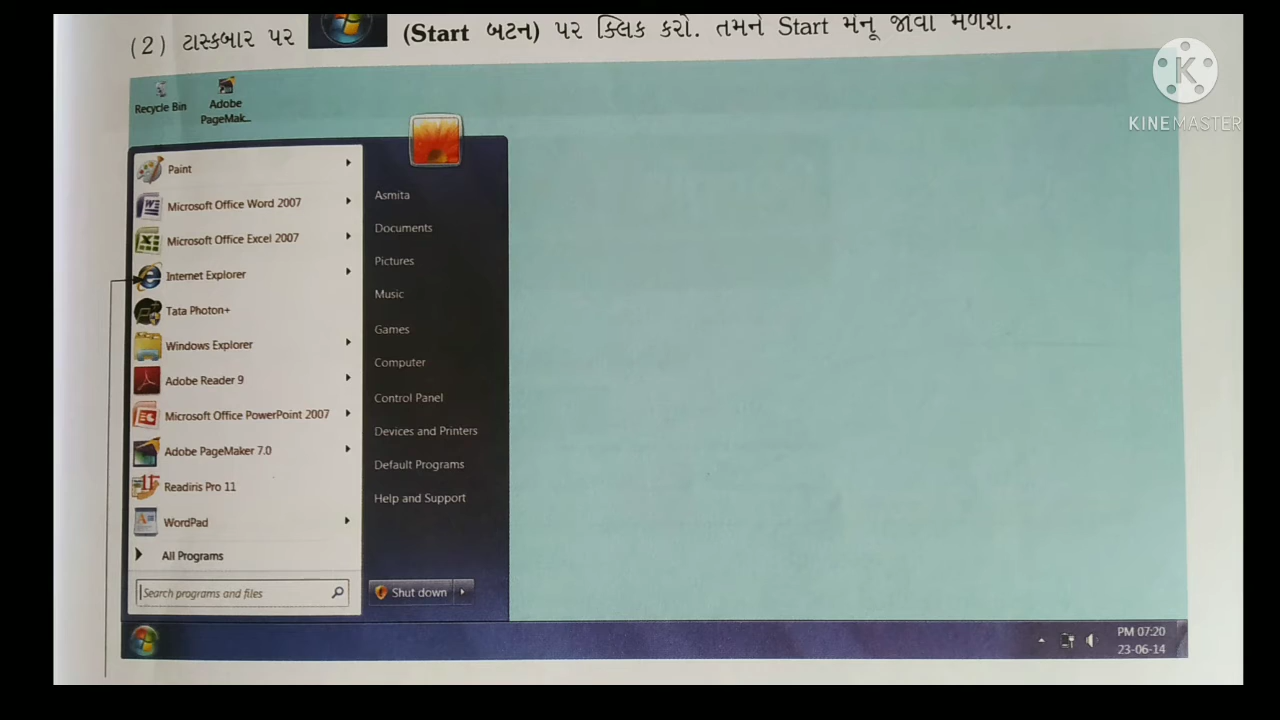 (2) ટાસ્કબાર પર (Start બટન) પર ક્લિક કરો. તમને Start મેનૂ જોવા મળશે.
KINEMASTER
Recycle Bin
Adobe
PageMak...
Paint
Microsoft Office Word 2007
Microsoft Office Excel 2007
Internet Explorer
Tata Photon+
Windows Explorer
Adobe Reader 9
Microsoft Office PowerPoint 2007
Adobe PageMaker 7.0
Readiris Pro 11
WordPad
All Programs
Search programs and files
Asmita
Documents
Pictures
Music
Games
Computer
Control Panel
Devices and Printers
Default Programs
Help and Support
Shut down
PM 07:20
23-06-14